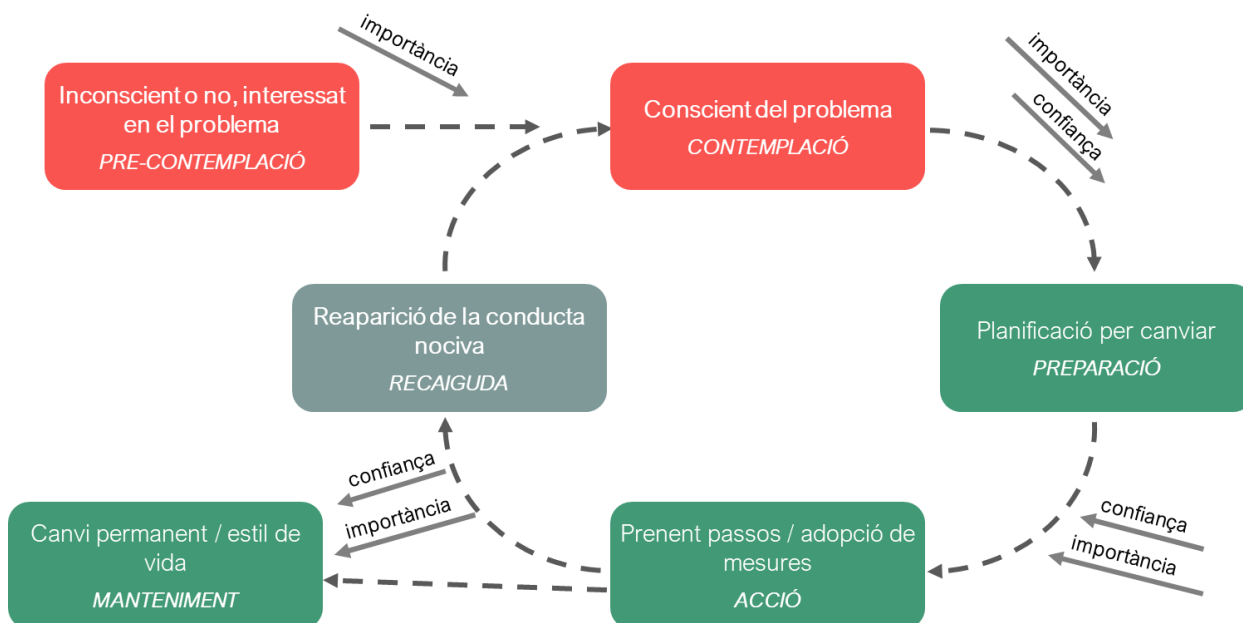 importància
Inconscient o no, interessat
en el problema
PRE-CONTEMPLACIÓ
Conscient del problema
CONTEMPLACIÓ
importància
confiança
Reaparició de la conducta
nociva
RECAIGUDA
Planificació per canviar
PREPARACIÓ
confiança
importància
Canvi permanent / estil de
vida
MANTENIMENT
Prenent passos / adopció de
mesures
ACCIÓ
confiança
importància